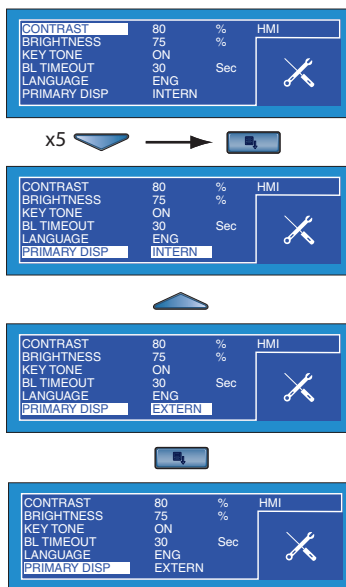 CONTRAST 80 % HMI
BRIGHTNESS 75 %
KEY TONE ON
BL TIMEOUT 30 Sec
LANGUAGE ENG
PRIMARY DISP INTERN
x5
CONTRAST 80 % HMI
BRIGHTNESS 75 %
KEY TONE ON
BL TIMEOUT 30 Sec
LANGUAGE ENG
PRIMARY DISP INTERN
CONTRAST 80 % HMI
BRIGHTNESS 75 %
KEY TONE ON
BL TIMEOUT 30 Sec
LANGUAGE ENG
PRIMARY DISP EXTERN
CONTRAST 80 % HMI
BRIGHTNESS 75 %
KEY TONE ON
BL TIMEOUT 30 Sec
LANGUAGE ENG
PRIMARY DISP EXTERN